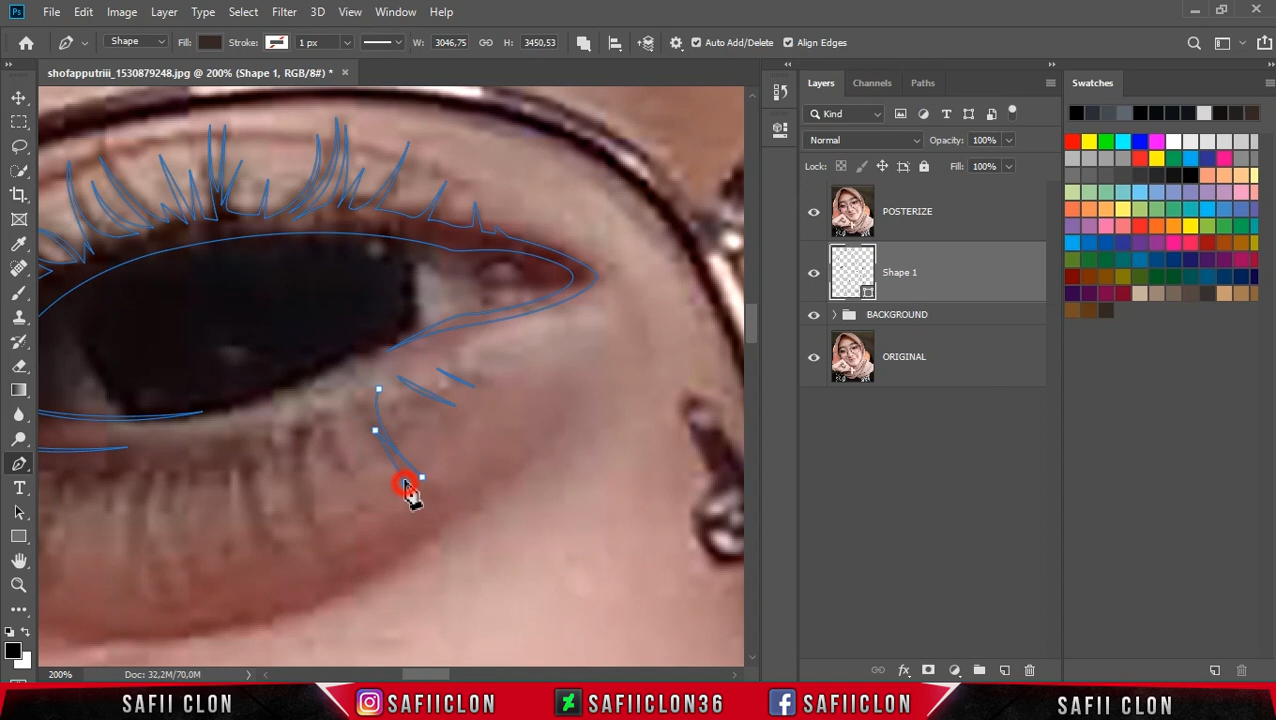 Ps File Edit Image Layer Type Select Filter 3D View Window Help
Shape Fill: Stroke: 1 px W: 3046,75 H: 3450,53 Auto Add/Delete Align Edges
shofapputriii_1530879248.jpg @ 200% (Shape 1, RGB/8#) *
Layers Channels Paths
Swatches
Kind
Normal Opacity: 100%
Lock: Fill: 100%
POSTERIZE
Shape 1
BACKGROUND
ORIGINAL
200% Doc: 32,2M/70,0M
SAFII CLON SAFIICLON SAFIICLON36 SAFIICLON SAFII CLON